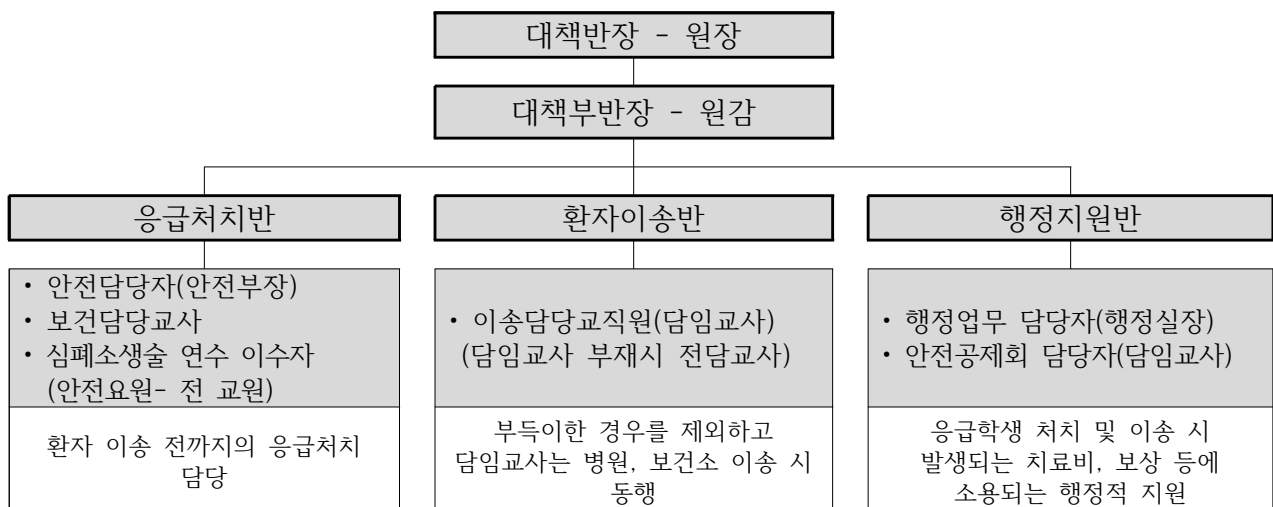 대책반장 - 원장
대책부반장 - 원감
응급처치반
환자이송반
행정지원반
• 안전담당자(안전부장)
• 보건담당교사
• 심폐소생술 연수 이수자
(안전요원- 전 교원)
• 이송담당교직원(담임교사)
(담임교사 부재시 전담교사)
• 행정업무 담당자(행정실장)
• 안전공제회 담당자(담임교사)
환자 이송 전까지의 응급처치
담당
부득이한 경우를 제외하고
담임교사는 병원, 보건소 이송 시
동행
응급학생 처치 및 이송 시
발생되는 치료비, 보상 등에
소용되는 행정적 지원